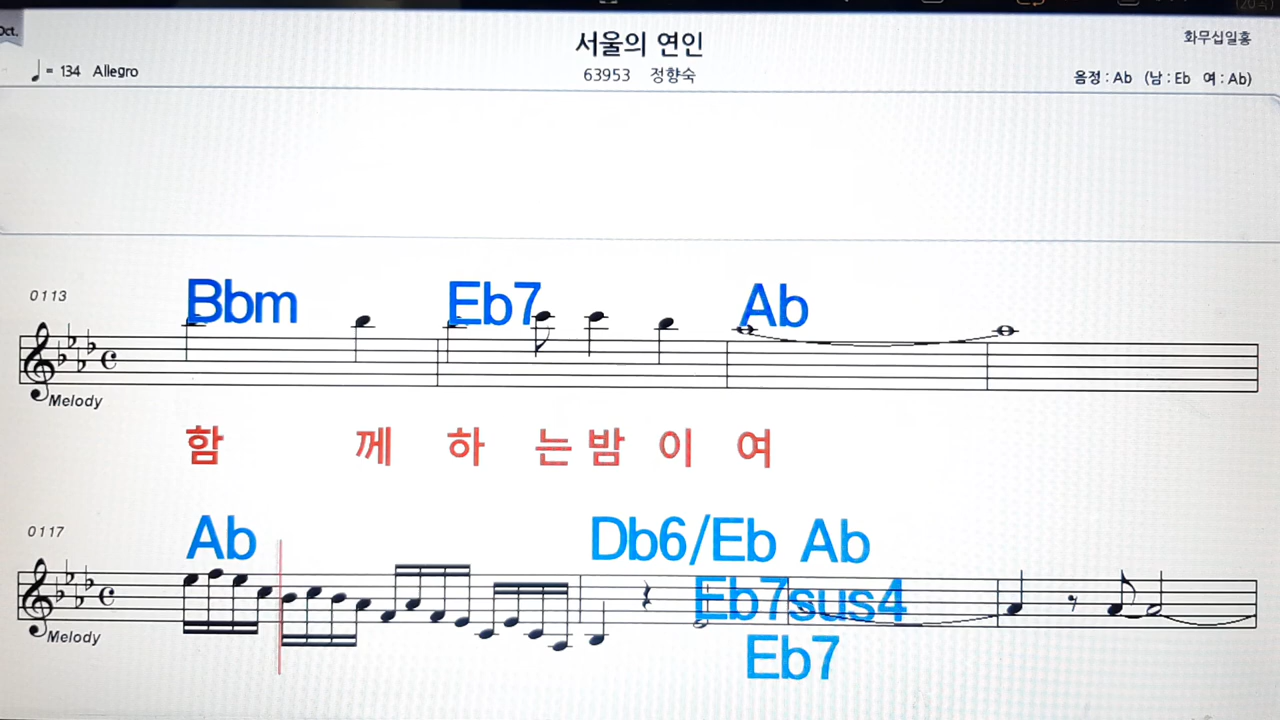 Oct.
서울의 연인
화무십일홍
♩= 134 Allegro
63953 정향숙
음정 : Ab (남 : Eb 여 : Ab)
0113
Bbm Eb7 Ab
Melody
함 께 하 는 밤 이 여
0117
Ab Db6/Eb Ab
Eb7sus4
Melody
Eb7